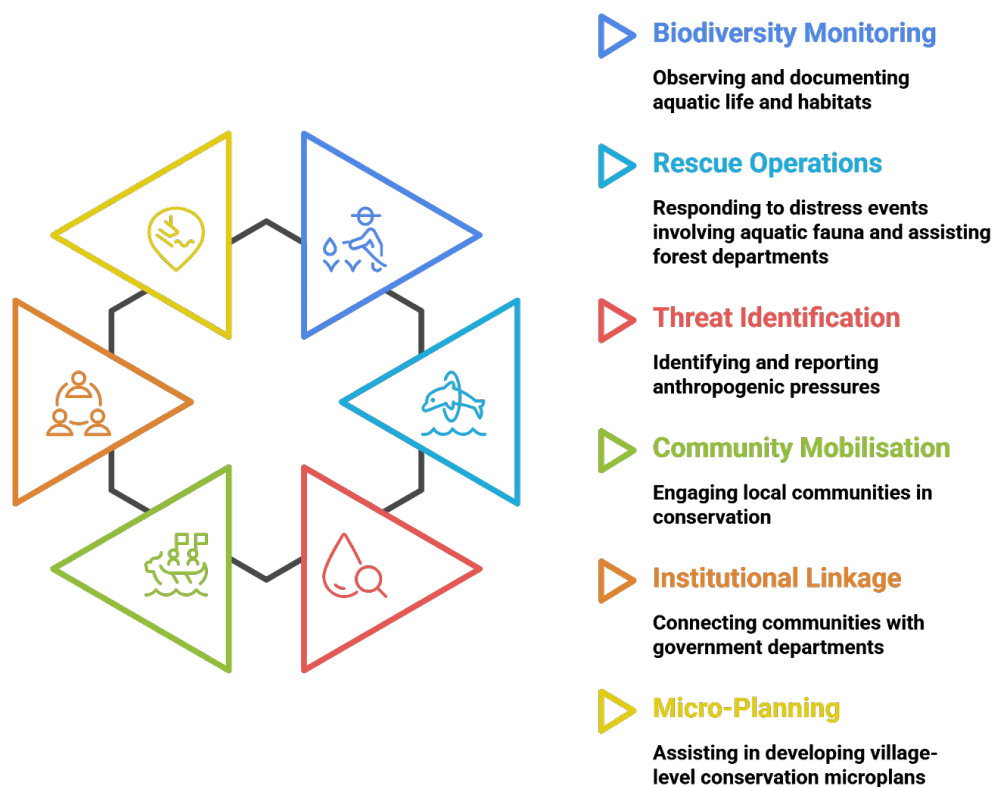 Biodiversity Monitoring
Observing and documenting
aquatic life and habitats
Rescue Operations
Responding to distress events
involving aquatic fauna and assisting
forest departments
Threat Identification
Identifying and reporting
anthropogenic pressures
Community Mobilisation
Engaging local communities in
conservation
Institutional Linkage
Connecting communities with
government departments
Micro-Planning
Assisting in developing village-
level conservation microplans